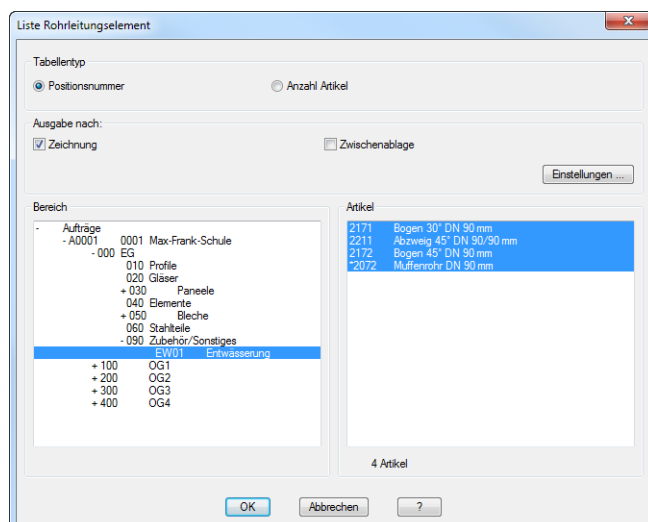 Liste Rohrleitungselement
Tabellentyp
Positionsnummer
Anzahl Artikel
Ausgabe nach:
Zeichnung
Zwischenablage
Einstellungen ...
Bereich
- Aufträge
- A0001 0001 Max-Frank-Schule
- 000 EG
010 Profile
020 Gläser
+ 030 Paneele
040 Elemente
+ 050 Bleche
060 Stahlteile
- 090 Zubehör/Sonstiges
EW01 Entwässerung
+ 100 OG1
+ 200 OG2
+ 300 OG3
+ 400 OG4
Artikel
2171 Bogen 30° DN 90 mm
2211 Abzweig 45° DN 90/90 mm
2172 Bogen 45° DN 90 mm
*2072 Muffenrohr DN 90 mm
4 Artikel
OK
Abbrechen
?